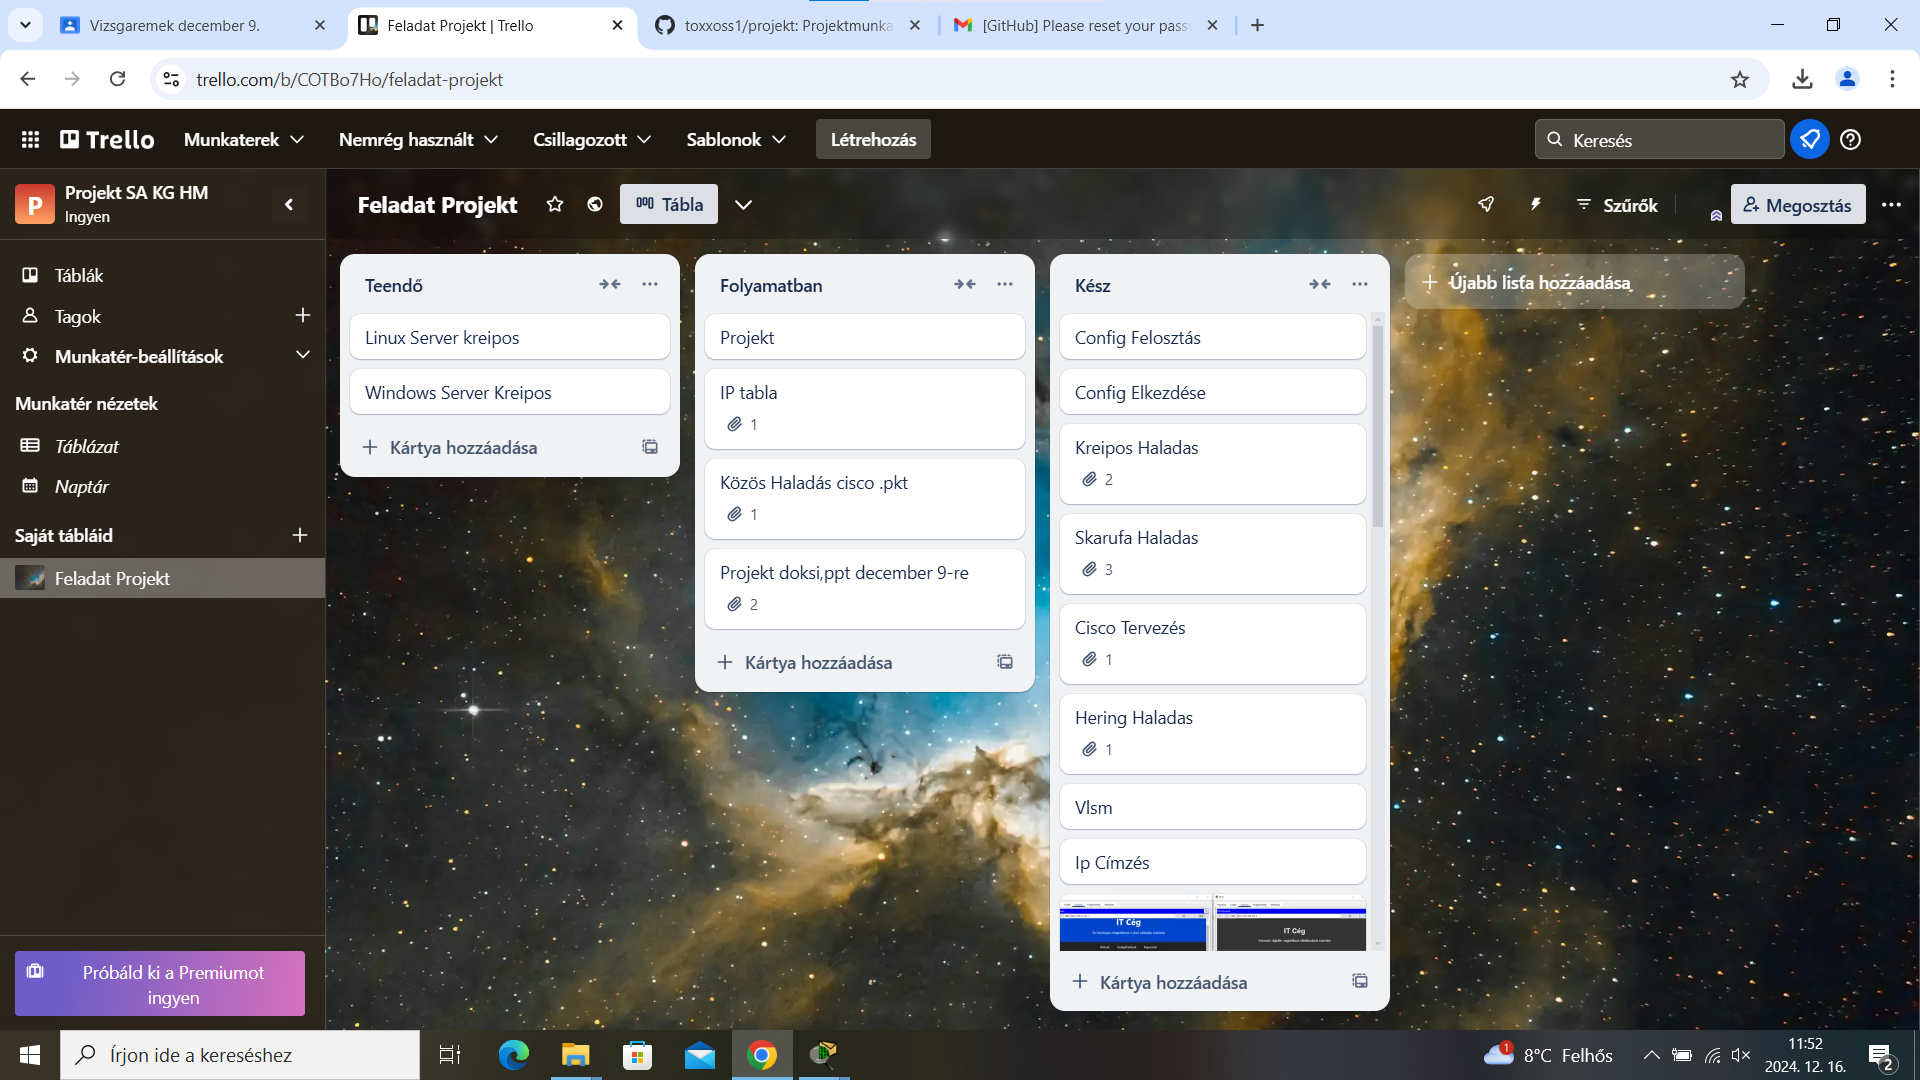 Vizsgaremek december 9.
Feladat Projekt | Trello
toxxoss1/projekt: Projektmunka
[GitHub] Please reset your pass
trello.com/b/COTBo7Ho/feladat-projekt
Trello
Munkaterek
Nemrég használt
Csillagozott
Sablonok
Létrehozás
Keresés
P
Projekt SA KG HM
Ingyen
Táblák
Tagok
Munkatér-beállítások
Munkatér nézetek
Táblázat
Naptár
Saját tábláid
Feladat Projekt
Próbáld ki a Premiumot
ingyen
Feladat Projekt
Tábla
Szűrők
Megosztás
Teendő
Linux Server kreipos
Windows Server Kreipos
Kártya hozzáadása
Folyamatban
Projekt
IP tabla
1
Közös Haladás cisco .pkt
1
Projekt doksi,ppt december 9-re
2
Kártya hozzáadása
Kész
Config Felosztás
Config Elkezdése
Kreipos Haladas
2
Skarufa Haladas
3
Cisco Tervezés
1
Hering Haladas
1
Vlsm
Ip Címzés
IT Cég
IT Cég
Kártya hozzáadása
Újabb lista hozzáadása
Írjon ide a kereséshez
1
8°C Felhős
11:52
2024. 12. 16.
2